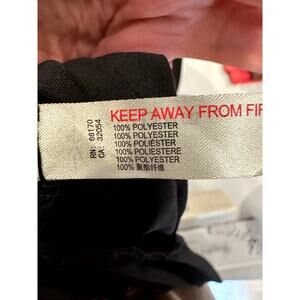 KEEP AWAY FROM FIR
100% POLYESTER
100% POLYESTER
100% POLIÉSTER
100% POLIESTERE
100% POLYESTER
100% 聚酯纤维
RN: 66170
CA: 32054